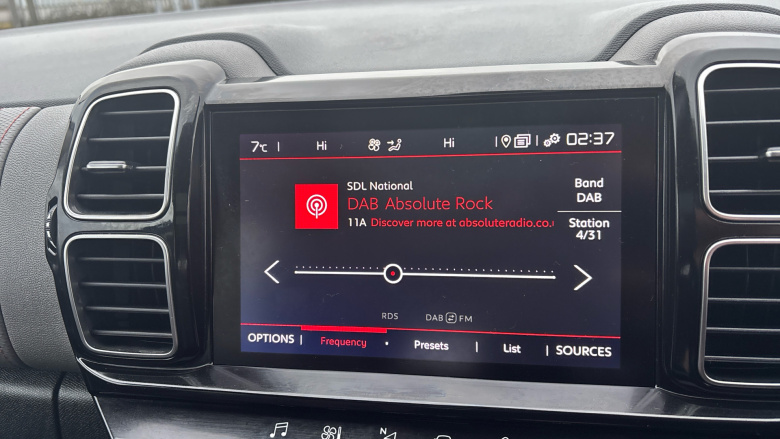 7°C | Hi Hi | | 02:37
SDL National
DAB Absolute Rock
11A Discover more at absoluteradio.co.
Band
DAB
Station
4/31
RDS DAB FM
OPTIONS | Frequency • Presets | List | SOURCES
N